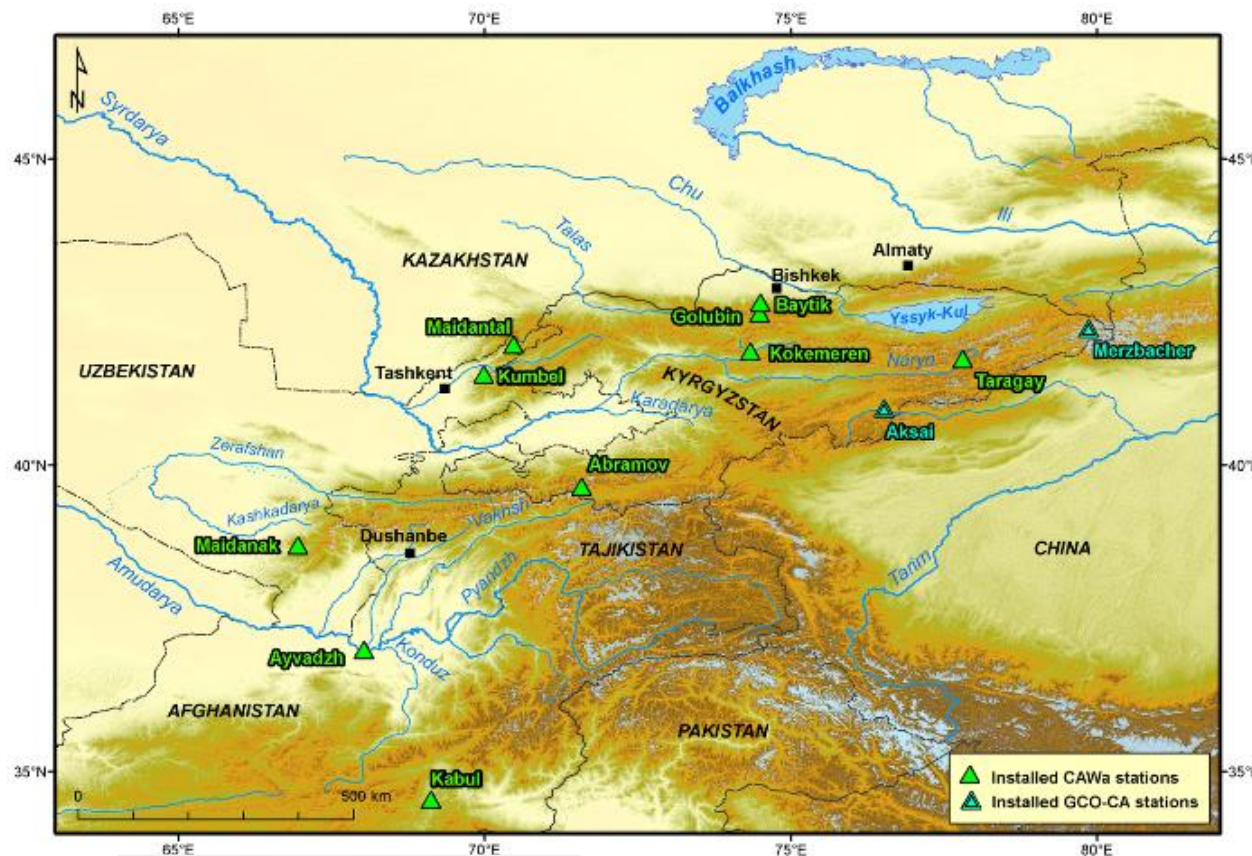 65°E
70°E
75°E
80°E
N
Balkhash
Syrdarya
45°N
45°N
Chu
Ili
Talas
Almaty
KAZAKHSTAN
Bishkek
Baytik
Golubin
Yssyk-Kul
Maidantal
Merzbacher
Kokemeren
Naryn
UZBEKISTAN
Tashkent
Kumbel
KYRGYZSTAN
Taragay
Karadarya
Aksai
Zerafshan
40°N
40°N
Abramov
Kashkadarya
Vakhsh
Dushanbe
Maidanak
TAJIKISTAN
CHINA
Amudarya
Pyandzh
Tarim
Ayvadzh
Konduz
AFGHANISTAN
PAKISTAN
35°N
35°N
Kabul
0
500 km
Installed CAWa stations
Installed GCO-CA stations
65°E
70°E
75°E
80°E